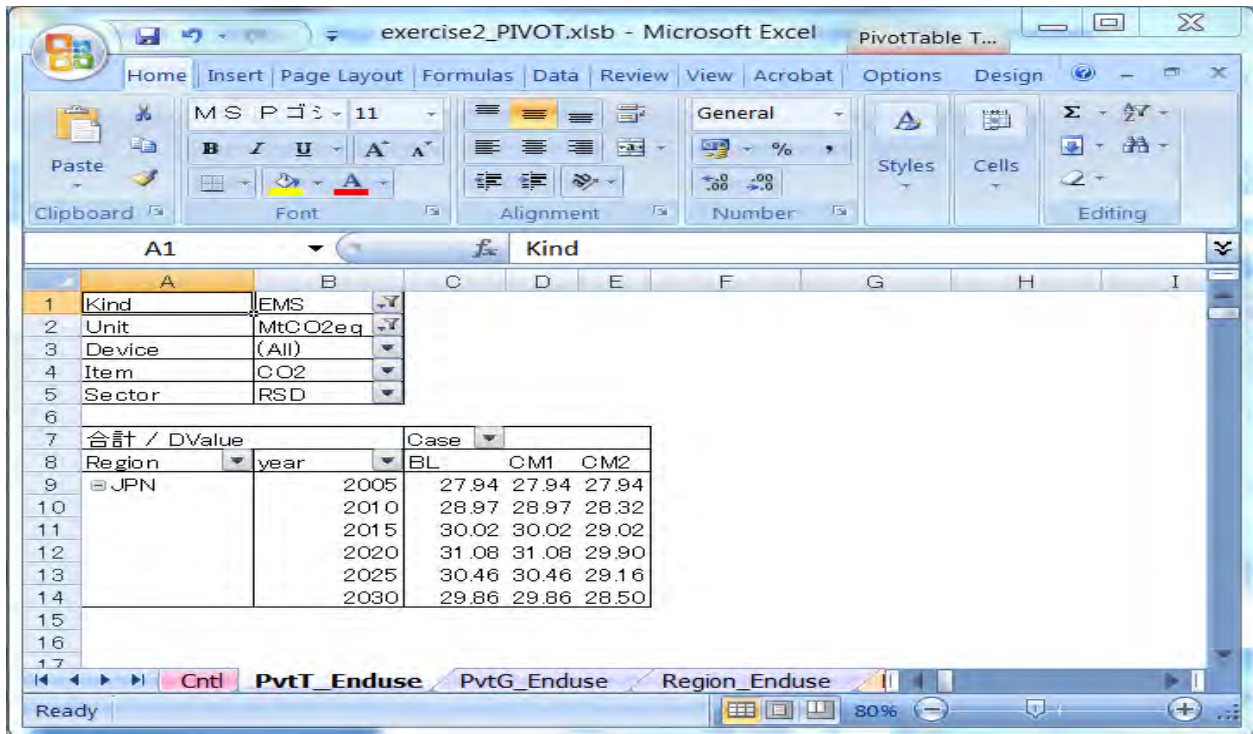 exercise2_PIVOT.xlsb - Microsoft Excel PivotTable T...
Home Insert Page Layout Formulas Data Review View Acrobat Options Design
Paste
MS Pゴシ 11
B I U A A
General
% ,
Styles
Cells
Σ
Clipboard Font Alignment Number Editing
A1 fx Kind
A B C D E F G H I
1 Kind EMS
2 Unit MtCO2eq
3 Device (All)
4 Item CO2
5 Sector RSD
6
7 合計 / DValue Case
8 Region year BL CM1 CM2
9 JPN 2005 27.94 27.94 27.94
10 2010 28.97 28.97 28.32
11 2015 30.02 30.02 29.02
12 2020 31.08 31.08 29.90
13 2025 30.46 30.46 29.16
14 2030 29.86 29.86 28.50
15
16
17
Cntl PvtT_Enduse PvtG_Enduse Region_Enduse
Ready 80%